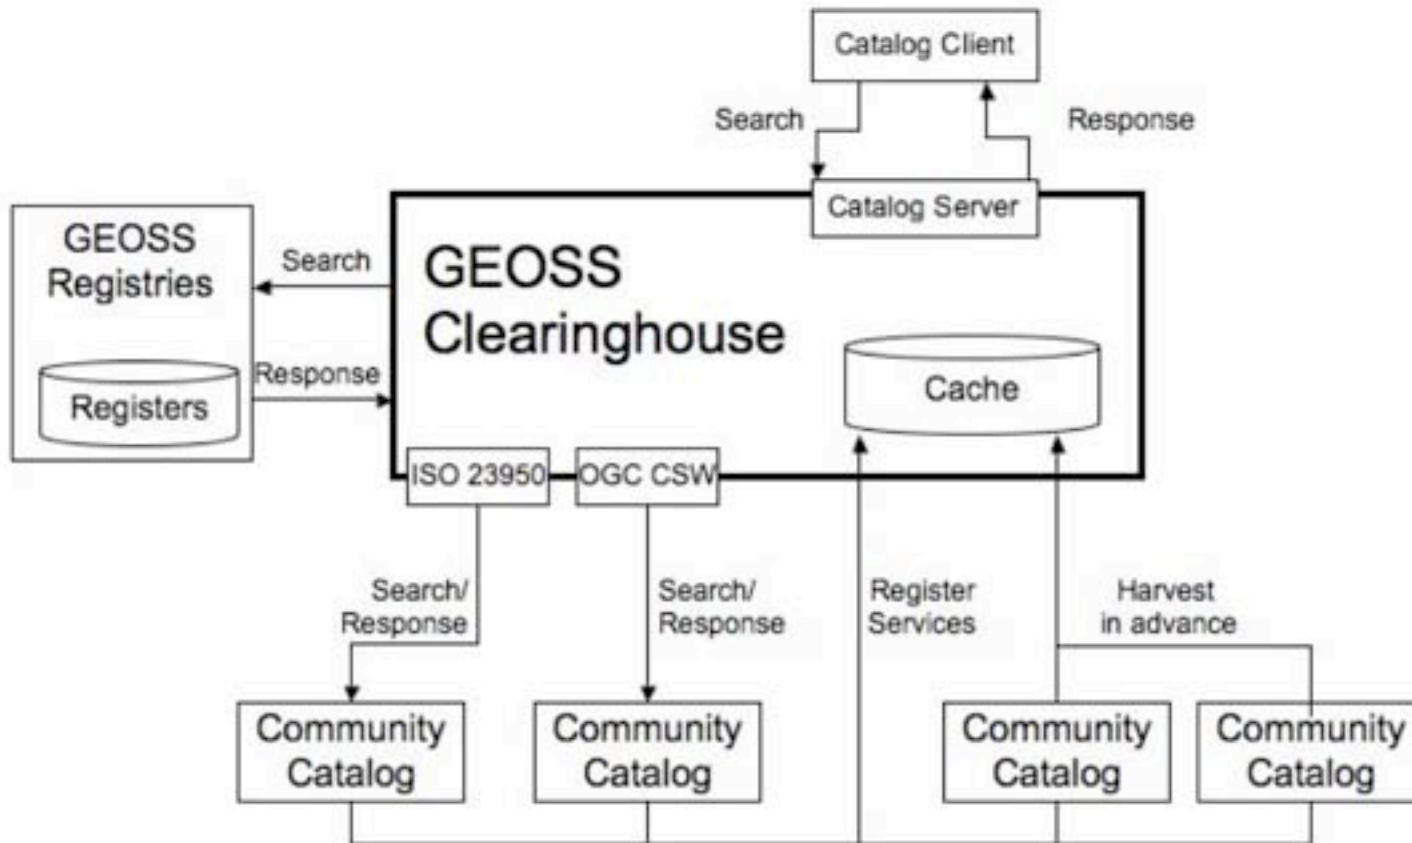 Catalog Client
Search
Response
Catalog Server
GEOSS
Registries
Search
GEOSS
Clearinghouse
Response
Registers
Cache
ISO 23950
OGC CSW
Search/
Response
Search/
Response
Register
Services
Harvest
in advance
Community
Catalog
Community
Catalog
Community
Catalog
Community
Catalog